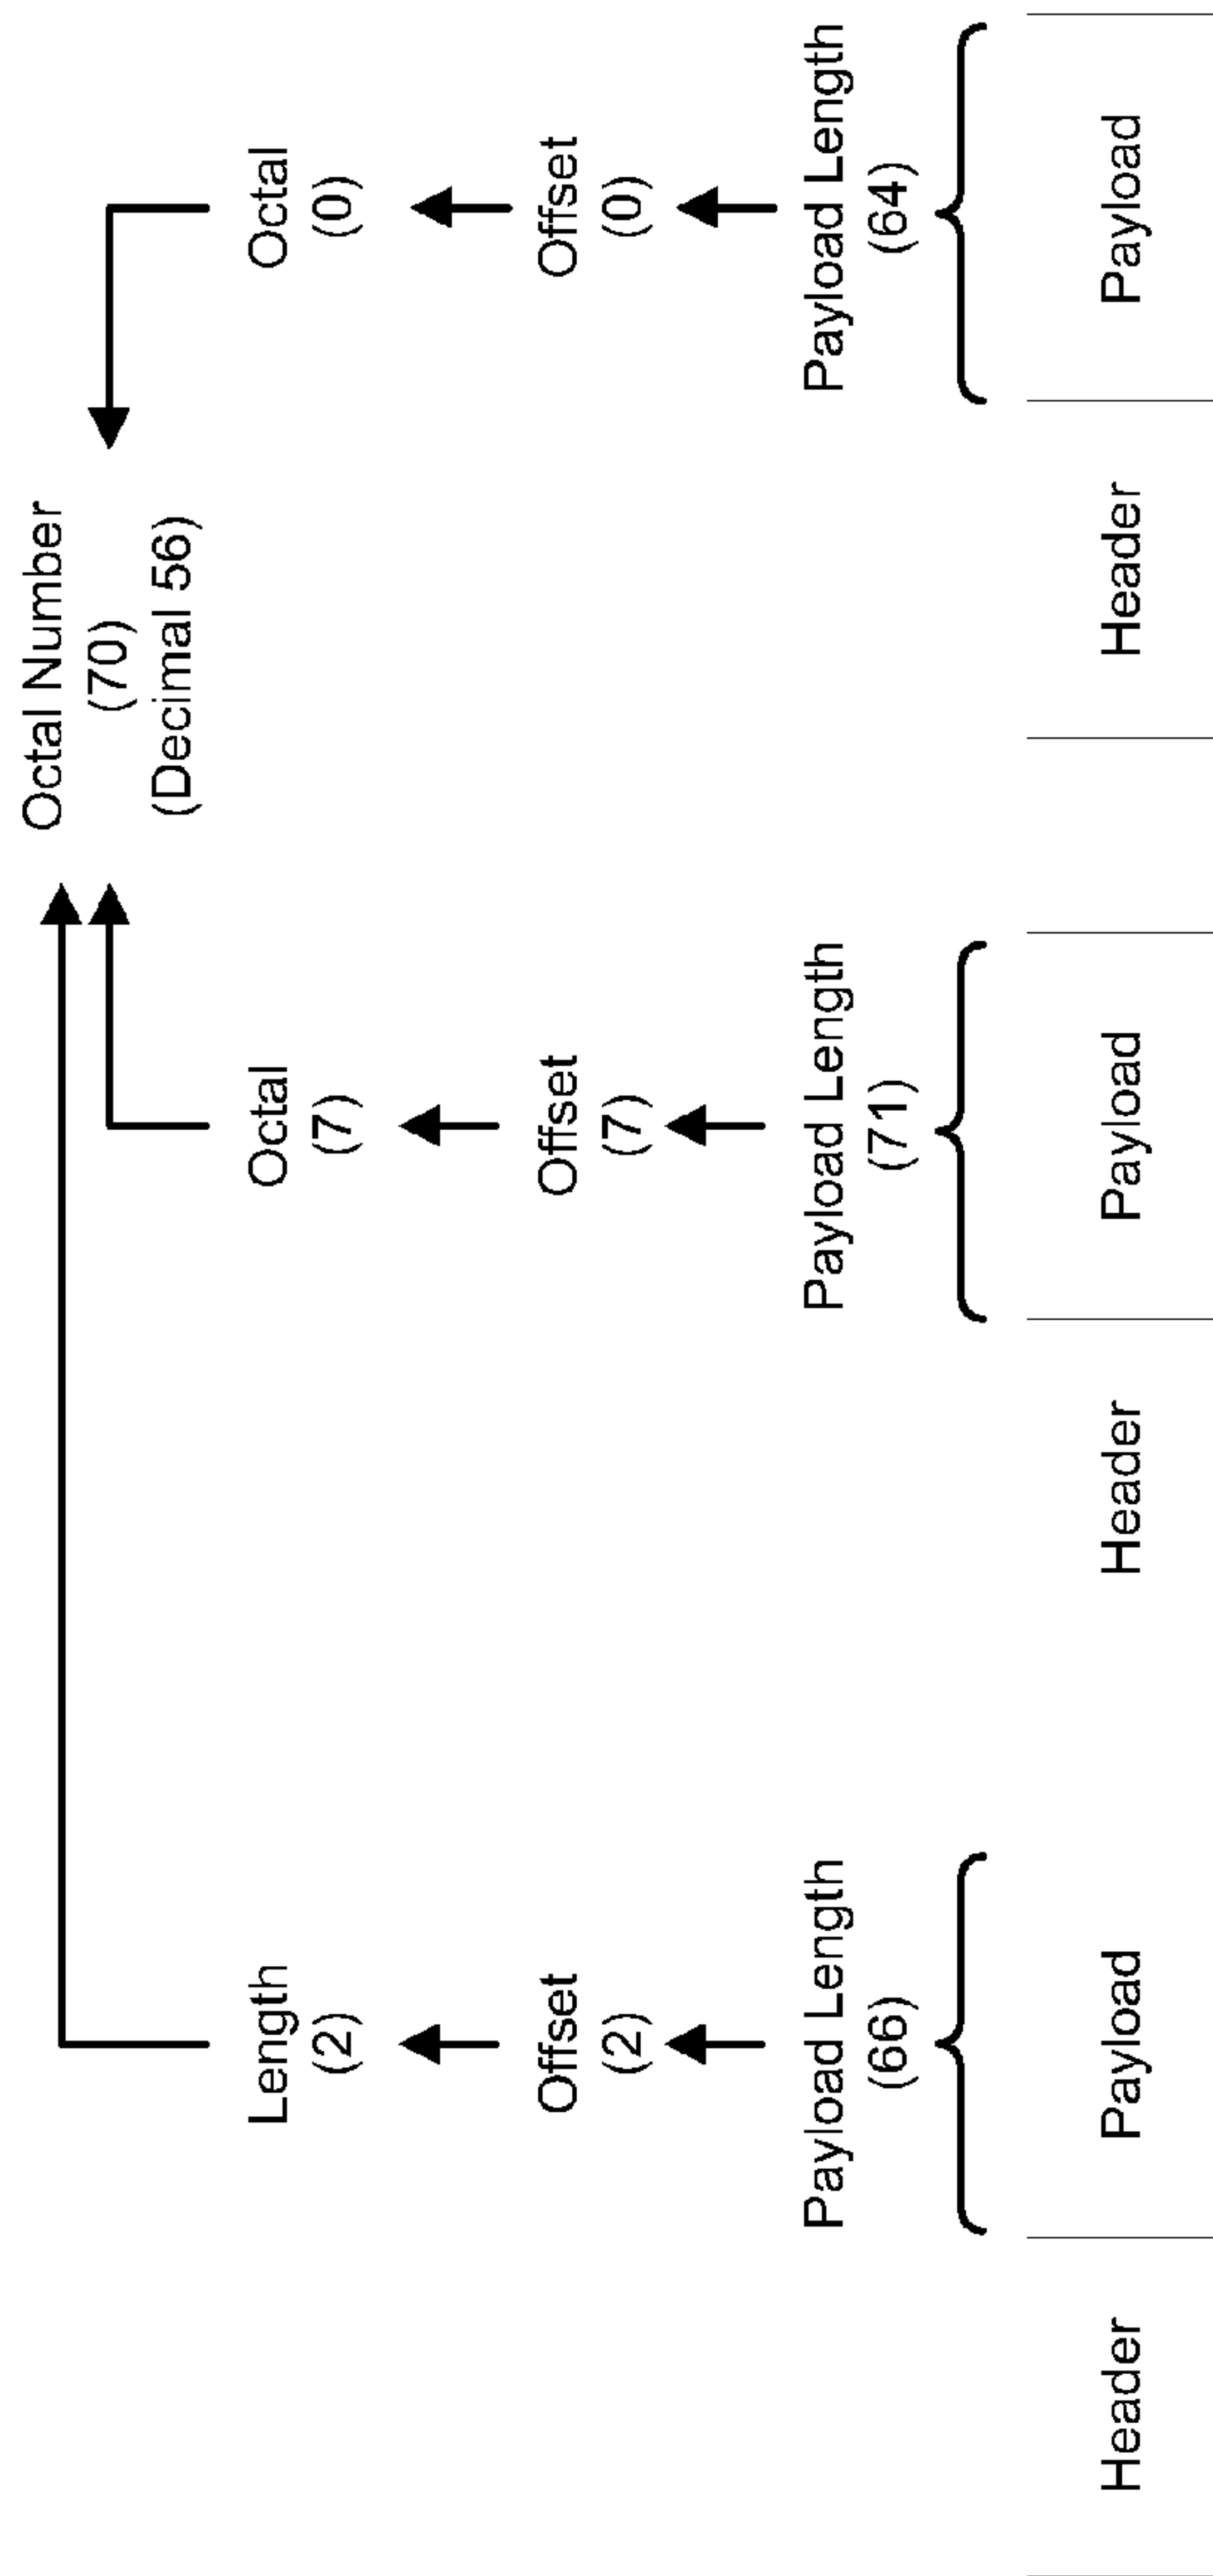 Octal Number
(70)
(Decimal 56)
Length
(2)
Octal
(7)
Octal
(0)
Offset
(2)
Offset
(7)
Offset
(0)
Payload Length
(66)
Payload Length
(71)
Payload Length
(64)
Header
Payload
Header
Payload
Header
Payload